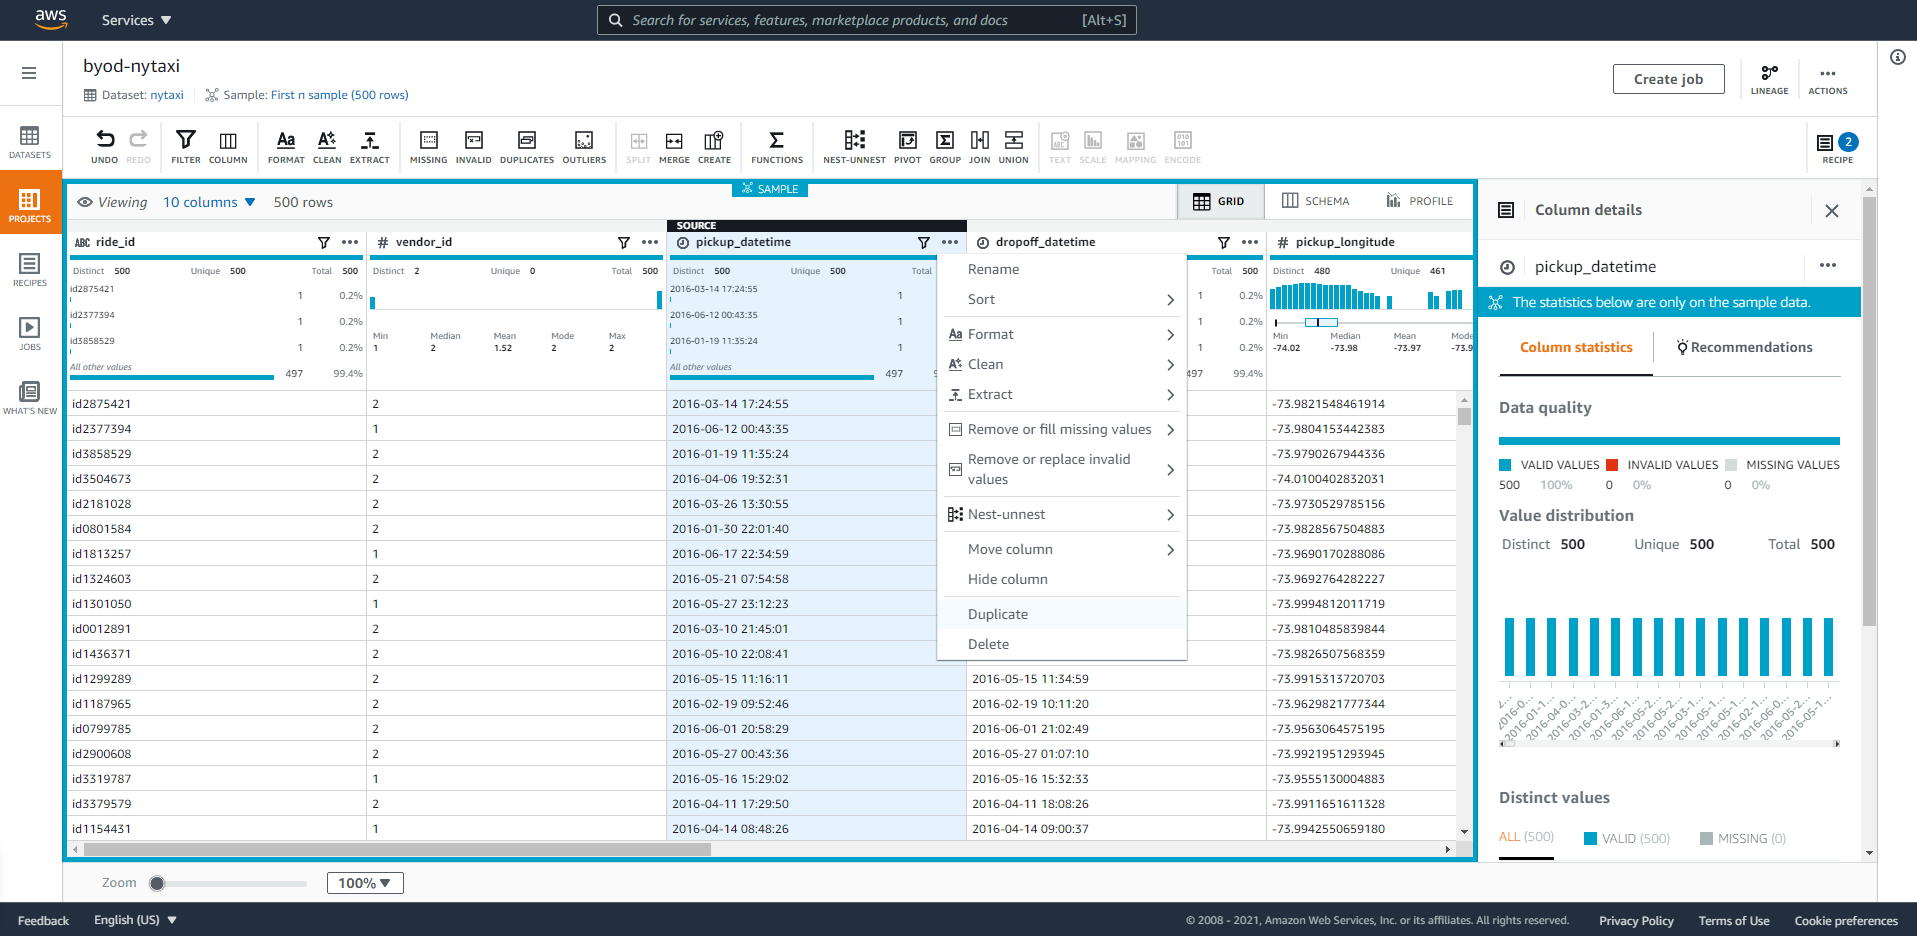 aws
Services
Search for services, features, marketplace products, and docs [Alt+S]
byod-nytaxi
Dataset: nytaxi
Sample: First n sample (500 rows)
Create job
LINEAGE
ACTIONS
DATASETS
PROJECTS
RECIPES
JOBS
WHAT'S NEW
UNDO REDO FILTER COLUMN FORMAT CLEAN EXTRACT MISSING INVALID DUPLICATES OUTLIERS SPLIT MERGE CREATE FUNCTIONS NEST-UNNEST PIVOT GROUP JOIN UNION TEXT SCALE MAPPING ENCODE
2
RECIPE
SAMPLE
Viewing 10 columns 500 rows
GRID SCHEMA PROFILE
SOURCE
ABC ride_id
# vendor_id
pickup_datetime
dropoff_datetime
# pickup_longitude
Distinct 500 Unique 500 Total 500
id2875421 1 0.2%
id2377394 1 0.2%
id3858529 1 0.2%
All other values 497 99.4%
Distinct 2 Unique 0 Total 500
Min Median Mean Mode Max
1 2 1.52 2 2
Distinct 500 Unique 500 Total
2016-03-14 17:24:55 1
2016-06-12 00:43:35 1
2016-01-19 11:35:24 1
All other values 497 9
Total 500
1 0.2%
1 0.2%
1 0.2%
497 99.4%
Distinct 480 Unique 461
Min Median Mean Mode
-74.02 -73.98 -73.97 -73.9
id2875421 2 2016-03-14 17:24:55 -73.9821548461914
id2377394 1 2016-06-12 00:43:35 -73.9804153442383
id3858529 2 2016-01-19 11:35:24 -73.9790267944336
id3504673 2 2016-04-06 19:32:31 -74.0100402832031
id2181028 2 2016-03-26 13:30:55 -73.9730529785156
id0801584 2 2016-01-30 22:01:40 -73.9828567504883
id1813257 1 2016-06-17 22:34:59 -73.9690170288086
id1324603 2 2016-05-21 07:54:58 -73.9692764282227
id1301050 1 2016-05-27 23:12:23 -73.9994812011719
id0012891 2 2016-03-10 21:45:01 -73.9810485839844
id1436371 2 2016-05-10 22:08:41 -73.9826507568359
id1299289 2 2016-05-15 11:16:11 2016-05-15 11:34:59 -73.9915313720703
id1187965 2 2016-02-19 09:52:46 2016-02-19 10:11:20 -73.9629821777344
id0799785 2 2016-06-01 20:58:29 2016-06-01 21:02:49 -73.9563064575195
id2900608 2 2016-05-27 00:43:36 2016-05-27 01:07:10 -73.9921951293945
id3319787 1 2016-05-16 15:29:02 2016-05-16 15:32:33 -73.9555130004883
id3379579 2 2016-04-11 17:29:50 2016-04-11 18:08:26 -73.9911651611328
id1154431 1 2016-04-14 08:48:26 2016-04-14 09:00:37 -73.9942550659180
Rename
Sort
Format
Clean
Extract
Remove or fill missing values
Remove or replace invalid
values
Nest-unnest
Move column
Hide column
Duplicate
Delete
Column details
pickup_datetime
The statistics below are only on the sample data.
Column statistics
Recommendations
Data quality
VALID VALUES INVALID VALUES MISSING VALUES
500 100% 0 0% 0 0%
Value distribution
Distinct 500 Unique 500 Total 500
2... 2016-0... 2016-01-1... 2016-04-0... 2016-03-2... 2016-01-3... 2016-06-1... 2016-05-2... 2016-05-2... 2016-03-1... 2016-05-1... 2016-05-1... 2016-02-1... 2016-06-0... 2016-05-2... 2016-05-1...
Distinct values
ALL (500) VALID (500) MISSING (0)
Zoom 100%
Feedback English (US)
© 2008 - 2021, Amazon Web Services, Inc. or its affiliates. All rights reserved. Privacy Policy Terms of Use Cookie preferences